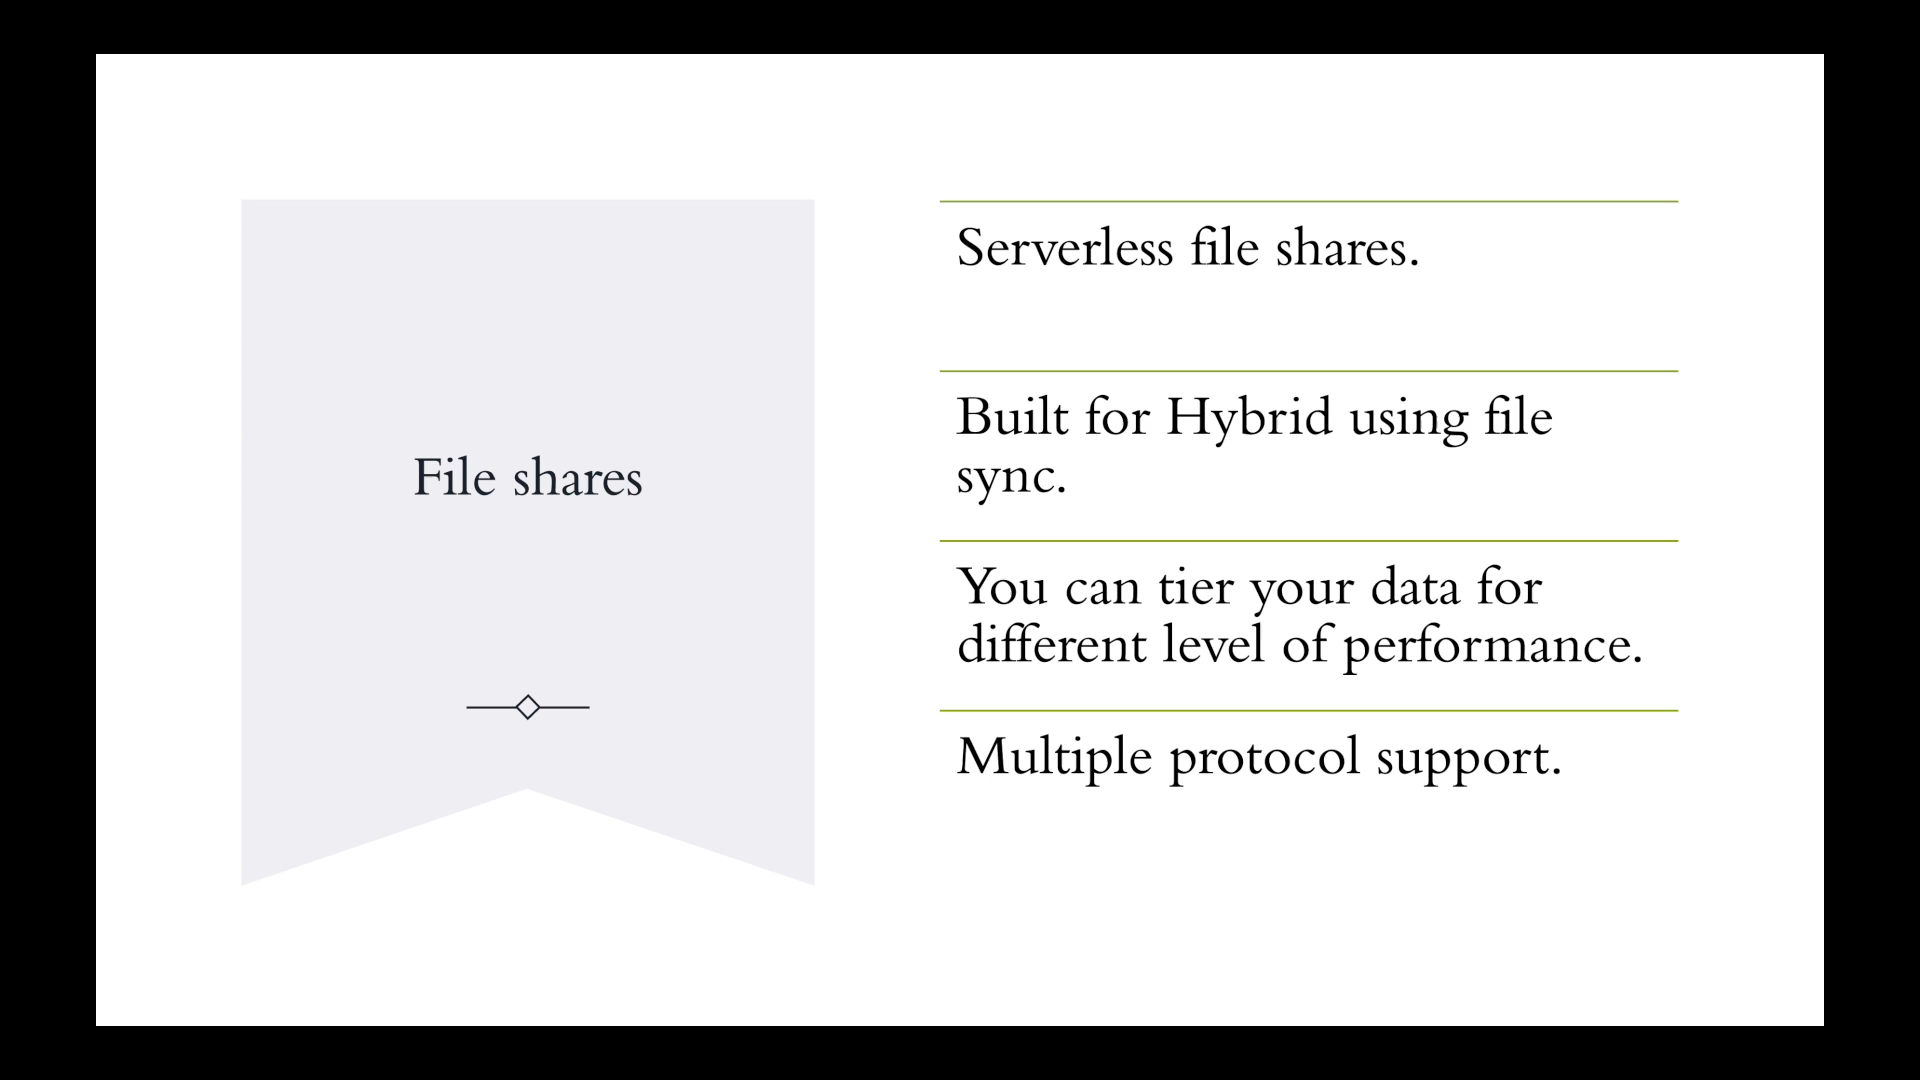 File shares
Serverless file shares.
Built for Hybrid using file
sync.
You can tier your data for
different level of performance.
Multiple protocol support.